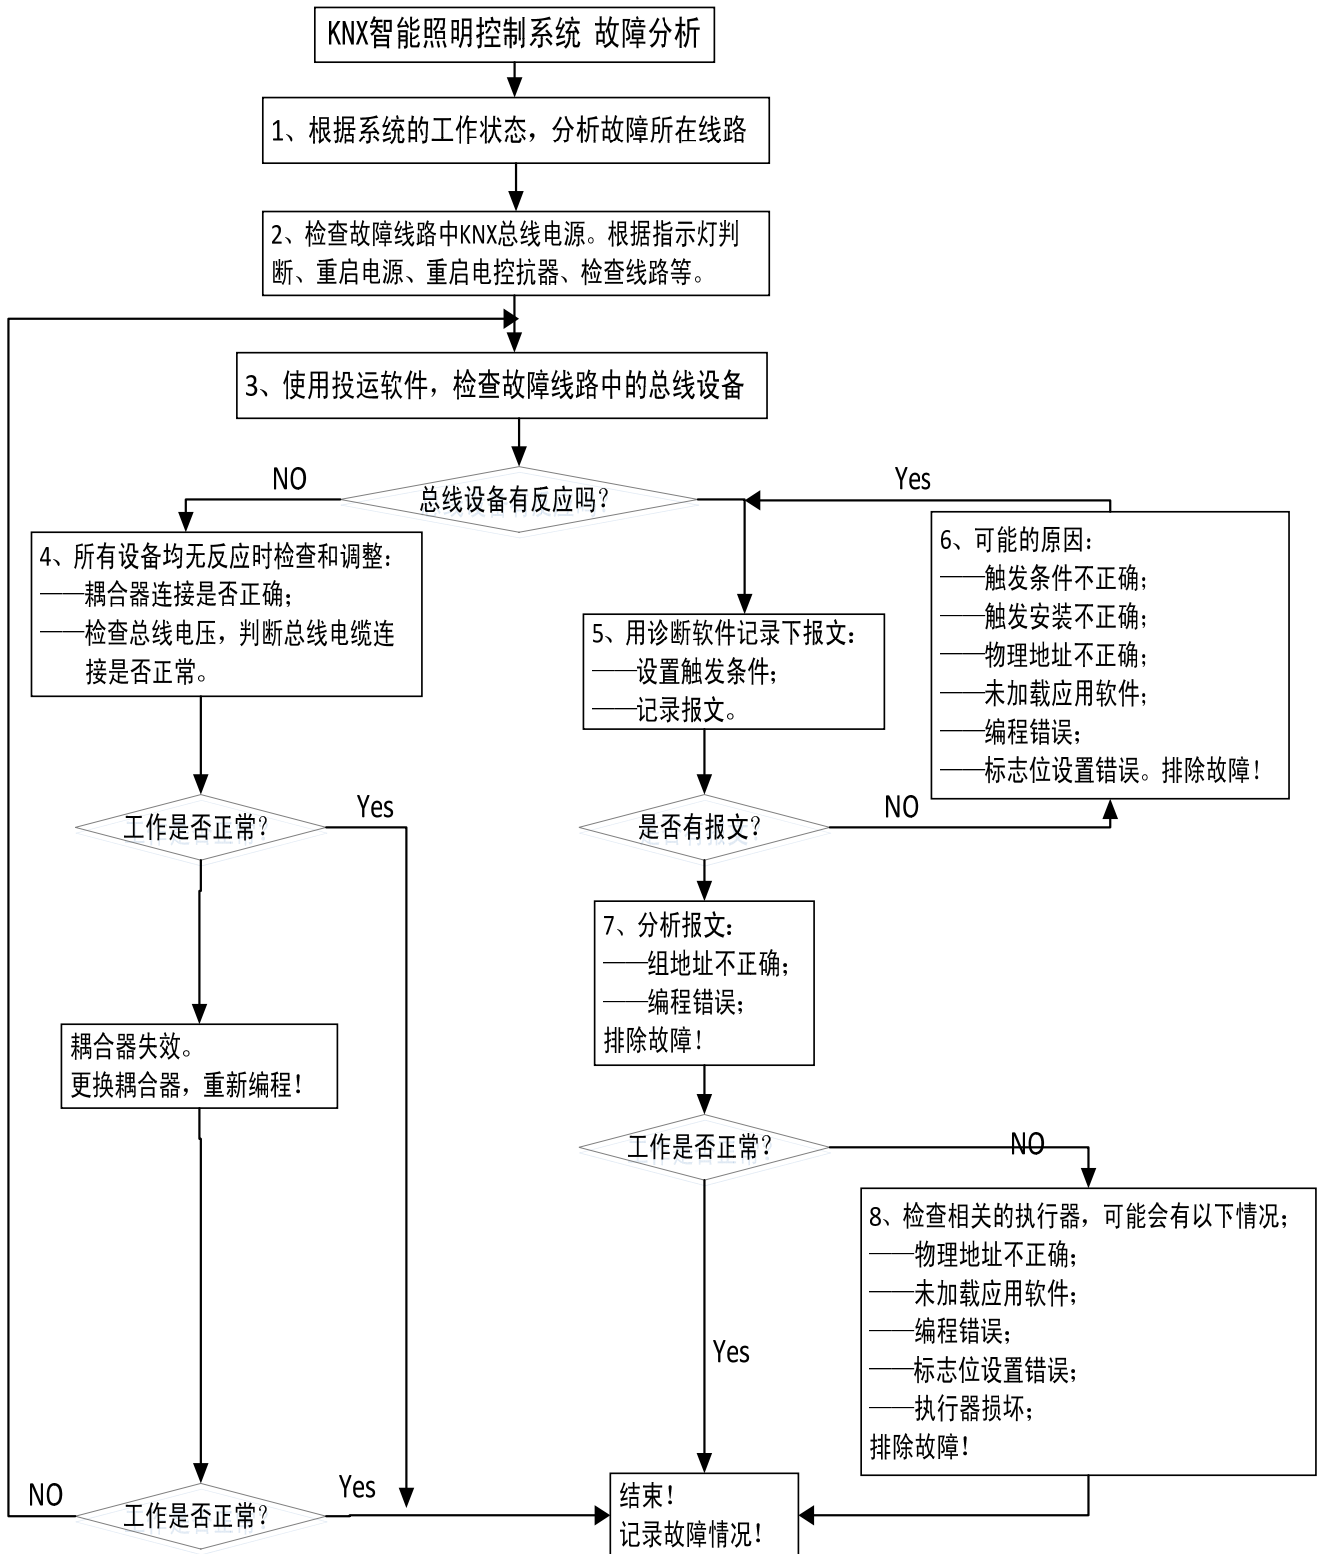 KNX智能照明控制系统 故障分析
1、根据系统的工作状态，分析故障所在线路
2、检查故障线路中KNX总线电源。根据指示灯判
断、重启电源、重启电控抗器、检查线路等。
3、使用投运软件，检查故障线路中的总线设备
总线设备有反应吗？
NO
4、所有设备均无反应时检查和调整：
——耦合器连接是否正确；
——检查总线电压，判断总线电缆连
接是否正常。
工作是否正常？
Yes
耦合器失效。
更换耦合器，重新编程！
工作是否正常？
NO
Yes
5、用诊断软件记录下报文：
——设置触发条件；
——记录报文。
是否有报文？
NO
Yes
6、可能的原因：
——触发条件不正确；
——触发安装不正确；
——物理地址不正确；
——未加载应用软件；
——编程错误；
——标志位设置错误。排除故障！
7、分析报文：
——组地址不正确；
——编程错误；
排除故障！
工作是否正常？
NO
Yes
8、检查相关的执行器，可能会有以下情况；
——物理地址不正确；
——未加载应用软件；
——编程错误；
——标志位设置错误；
——执行器损坏；
排除故障！
结束！
记录故障情况！